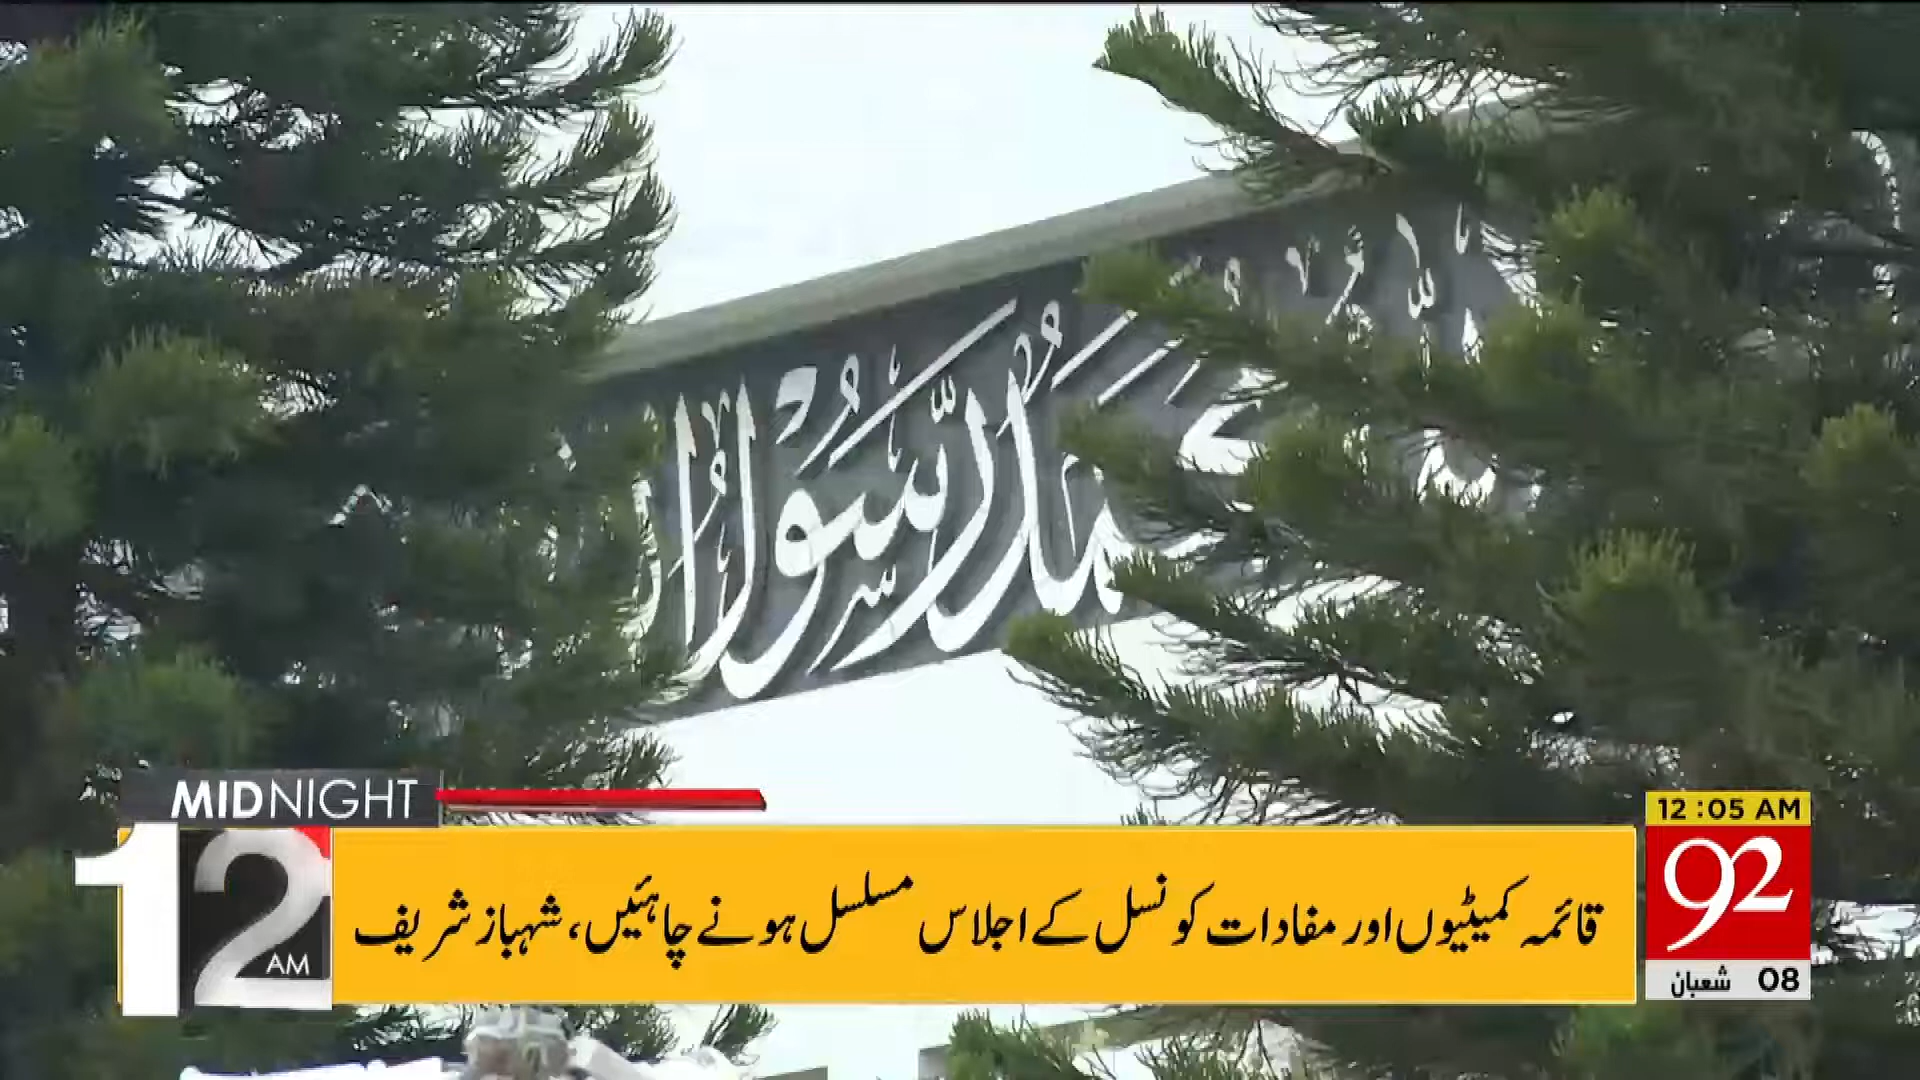 محمد رسول ا
MIDNIGHT
12 AM
قائمہ کمیٹیوں اور مفادات کونسل کے اجلاس مسلسل ہونے چاہئیں، شہباز شریف
12:05 AM
92
08 شعبان